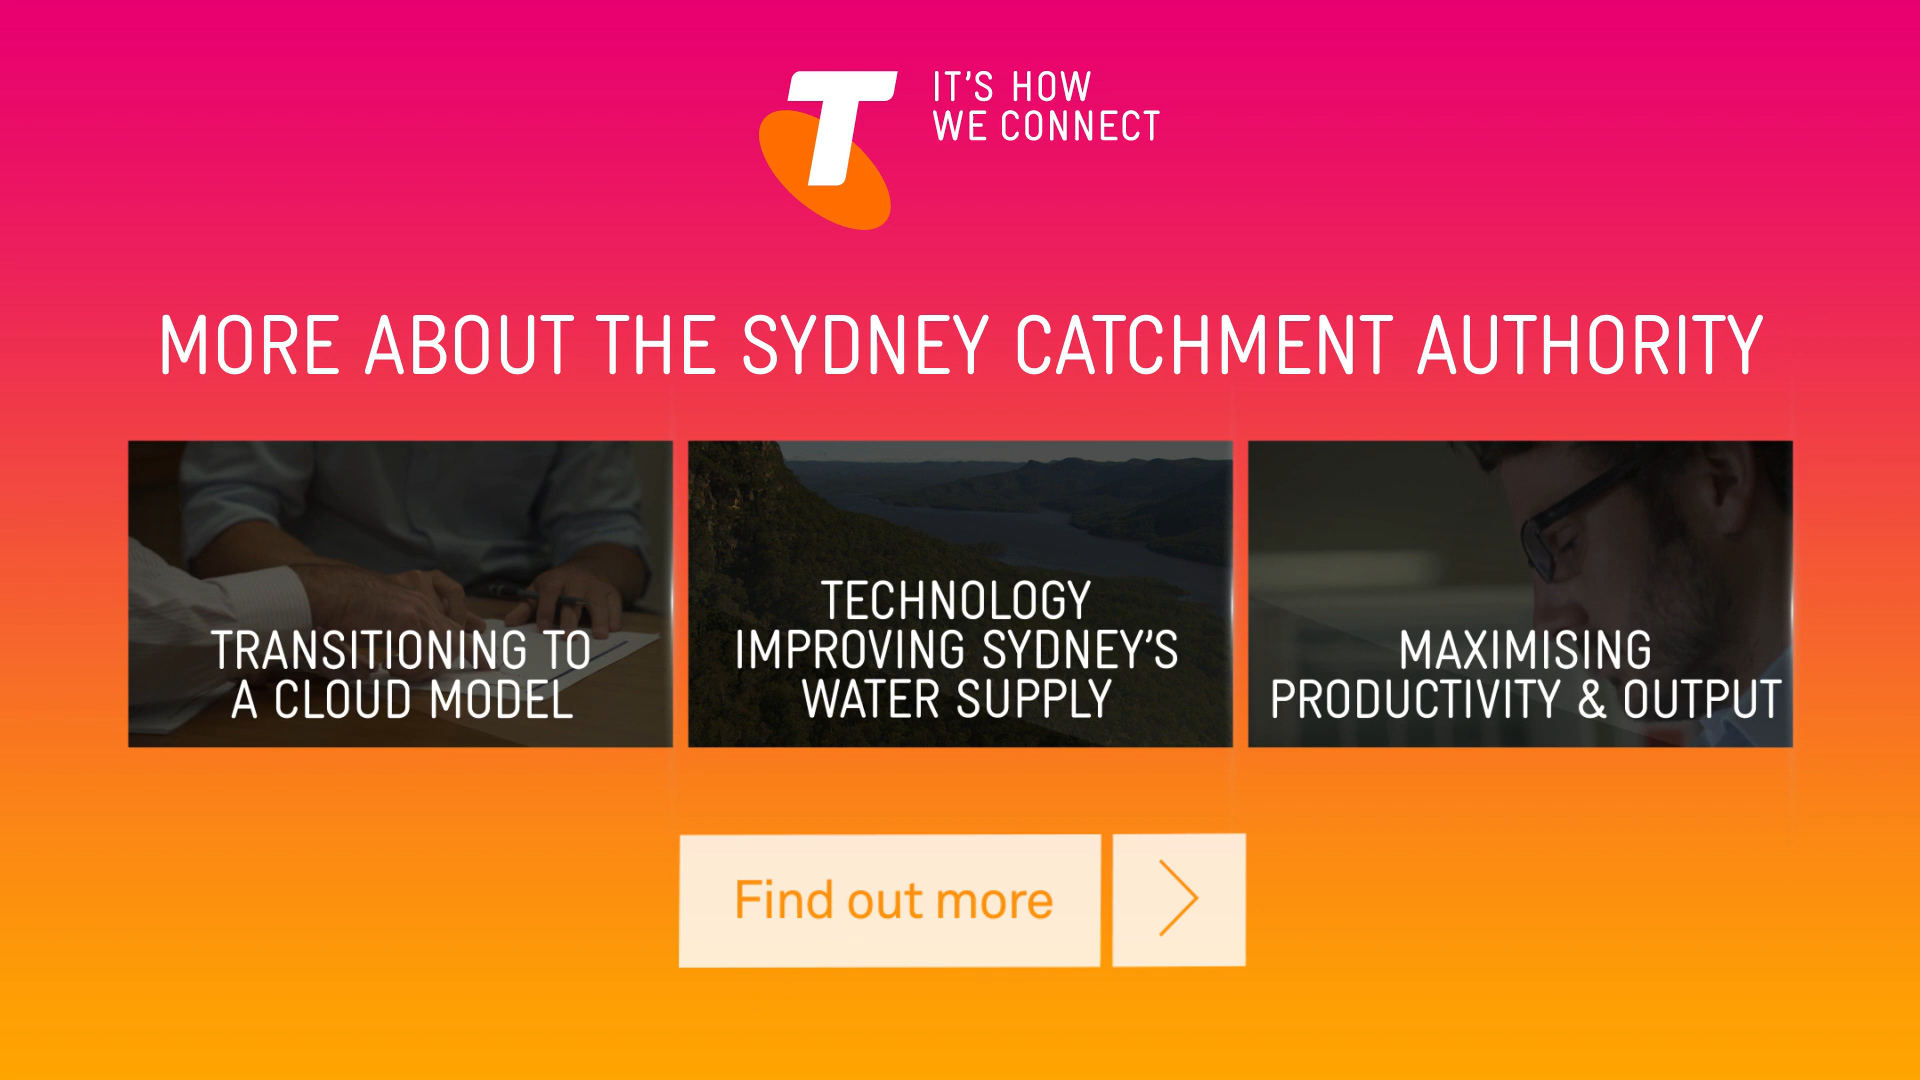 T
IT'S HOW
WE CONNECT
MORE ABOUT THE SYDNEY CATCHMENT AUTHORITY
TRANSITIONING TO
A CLOUD MODEL
TECHNOLOGY
IMPROVING SYDNEY'S
WATER SUPPLY
MAXIMISING
PRODUCTIVITY & OUTPUT
Find out more